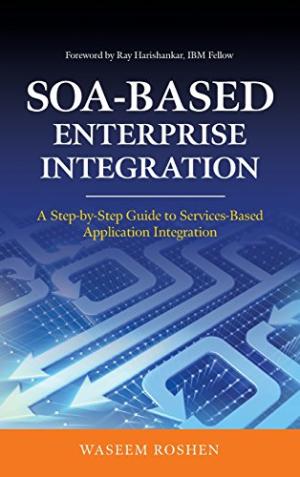 Foreword by Ray Harishankar, IBM Fellow
SOA-BASED
ENTERPRISE
INTEGRATION
A Step-by-Step Guide to Services-Based
Application Integration
WASEEM ROSHEN